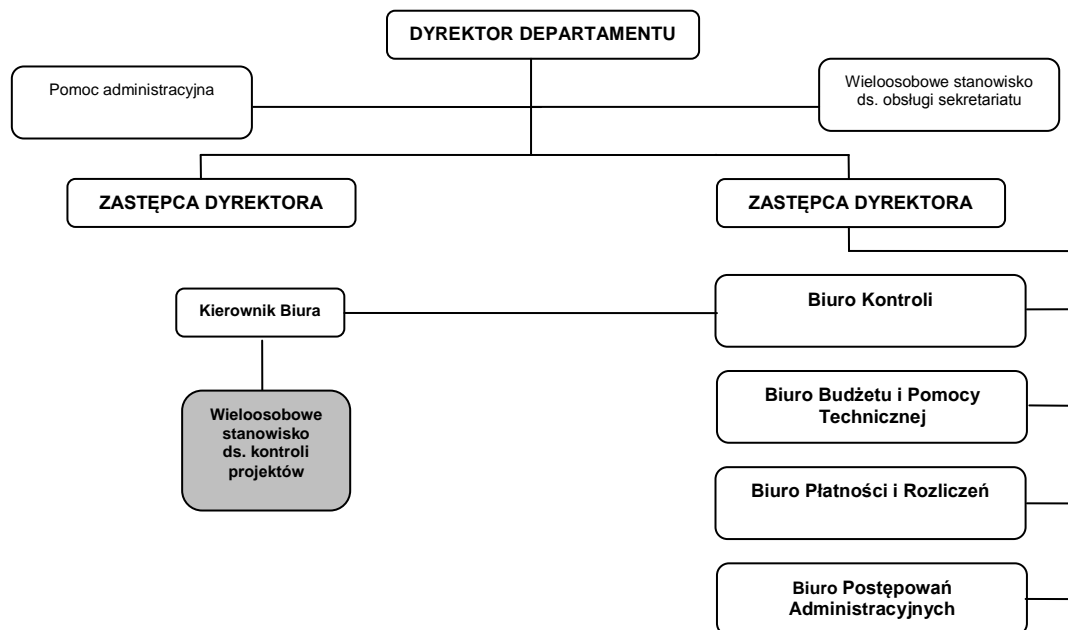 DYREKTOR DEPARTAMENTU
Pomoc administracyjna
Wieloosobowe stanowisko
ds. obsługi sekretariatu
ZASTĘPCA DYREKTORA
ZASTĘPCA DYREKTORA
Kierownik Biura
Biuro Kontroli
Wieloosobowe
stanowisko
ds. kontroli
projektów
Biuro Budżetu i Pomocy
Technicznej
Biuro Płatności i Rozliczeń
Biuro Postępowań
Administracyjnych